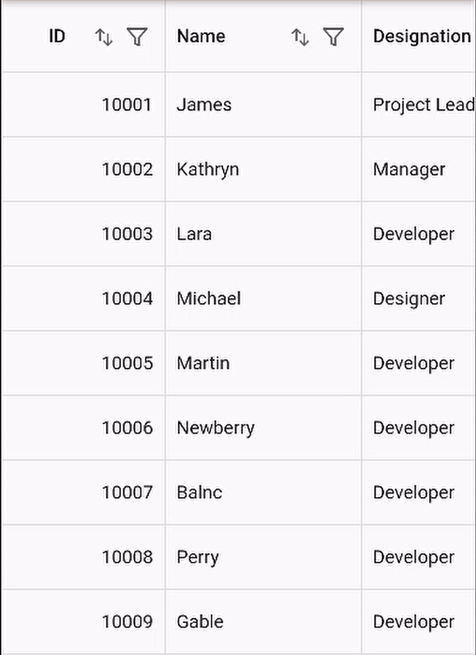 ID Name Designation
10001 James Project Lead
10002 Kathryn Manager
10003 Lara Developer
10004 Michael Designer
10005 Martin Developer
10006 Newberry Developer
10007 Balnc Developer
10008 Perry Developer
10009 Gable Developer